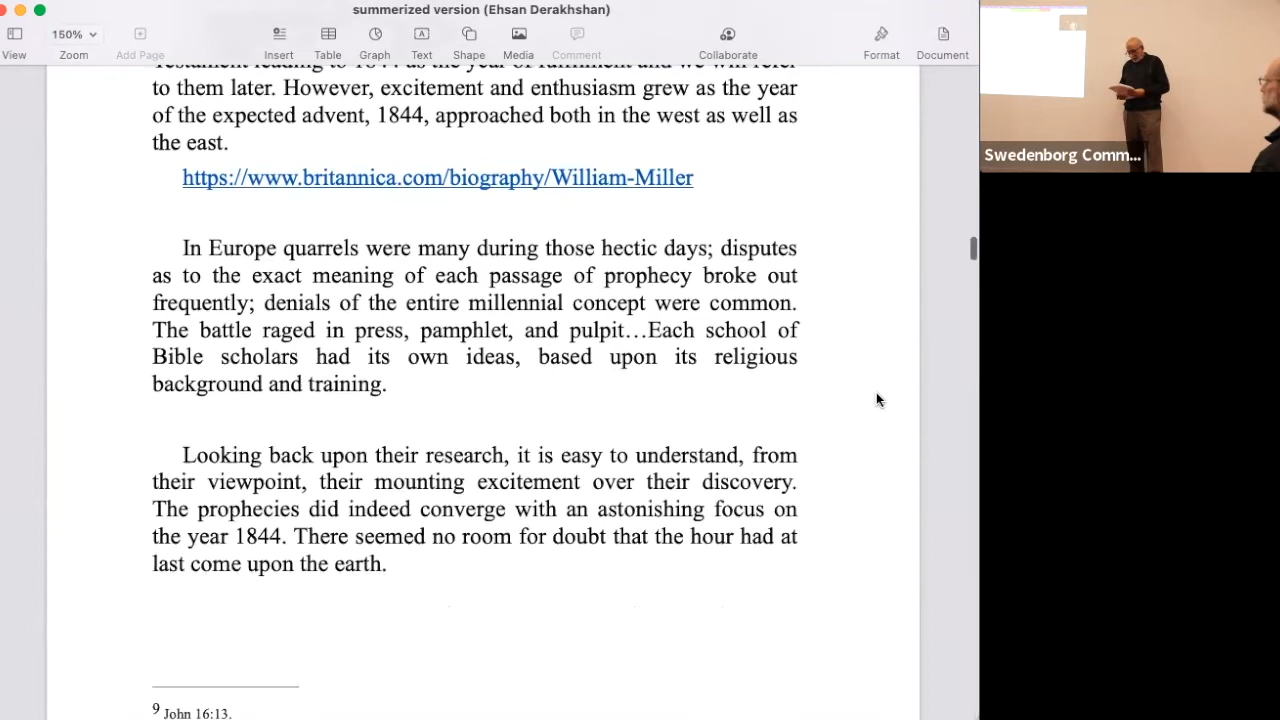 summerized version (Ehsan Derakhshan)
150%
View
Zoom
Add Page
Insert
Table
Graph
Text
Shape
Media
Comment
Collaborate
Format
Document
to them later. However, excitement and enthusiasm grew as the year
of the expected advent, 1844, approached both in the west as well as
the east.
https://www.britannica.com/biography/William-Miller
In Europe quarrels were many during those hectic days; disputes
as to the exact meaning of each passage of prophecy broke out
frequently; denials of the entire millennial concept were common.
The battle raged in press, pamphlet, and pulpit…Each school of
Bible scholars had its own ideas, based upon its religious
background and training.
Looking back upon their research, it is easy to understand, from
their viewpoint, their mounting excitement over their discovery.
The prophecies did indeed converge with an astonishing focus on
the year 1844. There seemed no room for doubt that the hour had at
last come upon the earth.
9 John 16:13.
Swedenborg Comm...